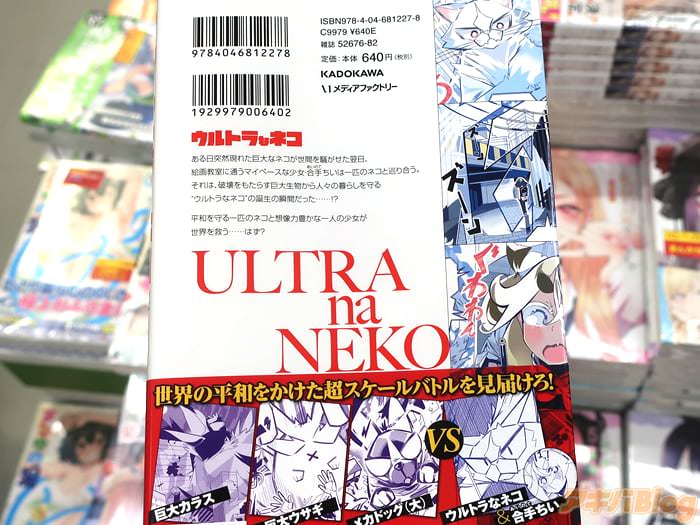 ISBN978-4-04-681227-8
C9979 ¥640E
雑誌 52676-82
定価:本体 640円(税別)
KADOKAWA
メディアファクトリー
9784046812278
1929979006402
ウルトラなネコ
ある日突然現れた巨大なネコが世間を騒がせた翌日、
絵画教室に通うマイペースな少女・合手ちいは一匹のネコと巡り合う。
それは、破壊をもたらす巨大生物から人々の暮らしを守る
“ウルトラなネコ”の誕生の瞬間だった……!?
平和を守る一匹のネコと想像力豊かな一人の少女が
世界を救う……はず?
ULTRA
na
NEKO
世界の平和をかけた超スケールバトルを見届けろ!
VS
巨大カラス
巨大ウサギ
メカドッグ(犬)
ウルトラなネコ
&合手ちい
アキバBlog